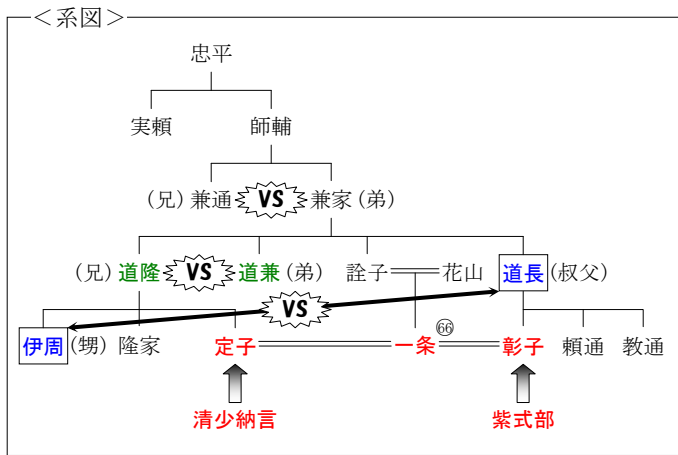 ＜系図＞
忠平
実頼 師輔
(兄)兼通 VS 兼家(弟)
(兄)道隆 VS 道兼(弟) 詮子 花山 道長(叔父)
VS
伊周(甥) 隆家 定子 一条 ㊻ 彰子 頼通 教通
清少納言 紫式部